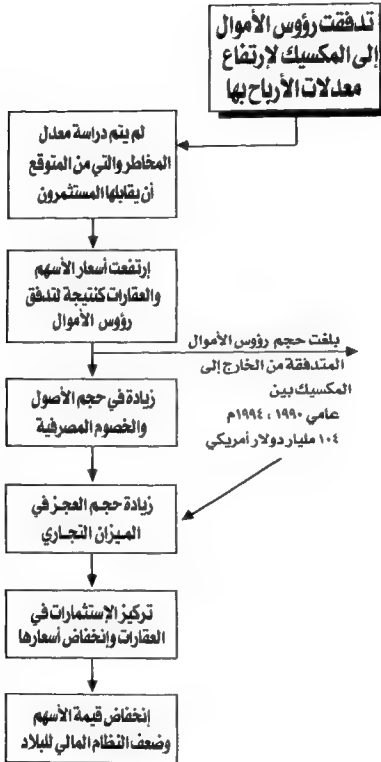 تدفقت رؤوس الأموال
إلى المكسيك لإرتفاع
معدلات الأرباح بها
لم يتم دراسة معدل
المخاطر والتي من المتوقع
أن يقابلها المستثمرون
إرتفعت أسعار الأسهم
والعقارات كنتيجة لتدفق
رؤوس الأموال
بلغت حجم رؤوس الأموال
المتدفقة من الخارج إلى
المكسيك بين
عامي ١٩٩٠ ، ١٩٩٤م
١٠٤ مليار دولار أمريكي
زيادة في حجم الأصول
والخصوم المصرفية
زيادة حجم العجز في
الميزان التجاري
تركيز الإستثمارات في
العقارات وإنخفاض أسعارها
إنخفاض قيمة الأسهم
وضعف النظام المالي للبلاد